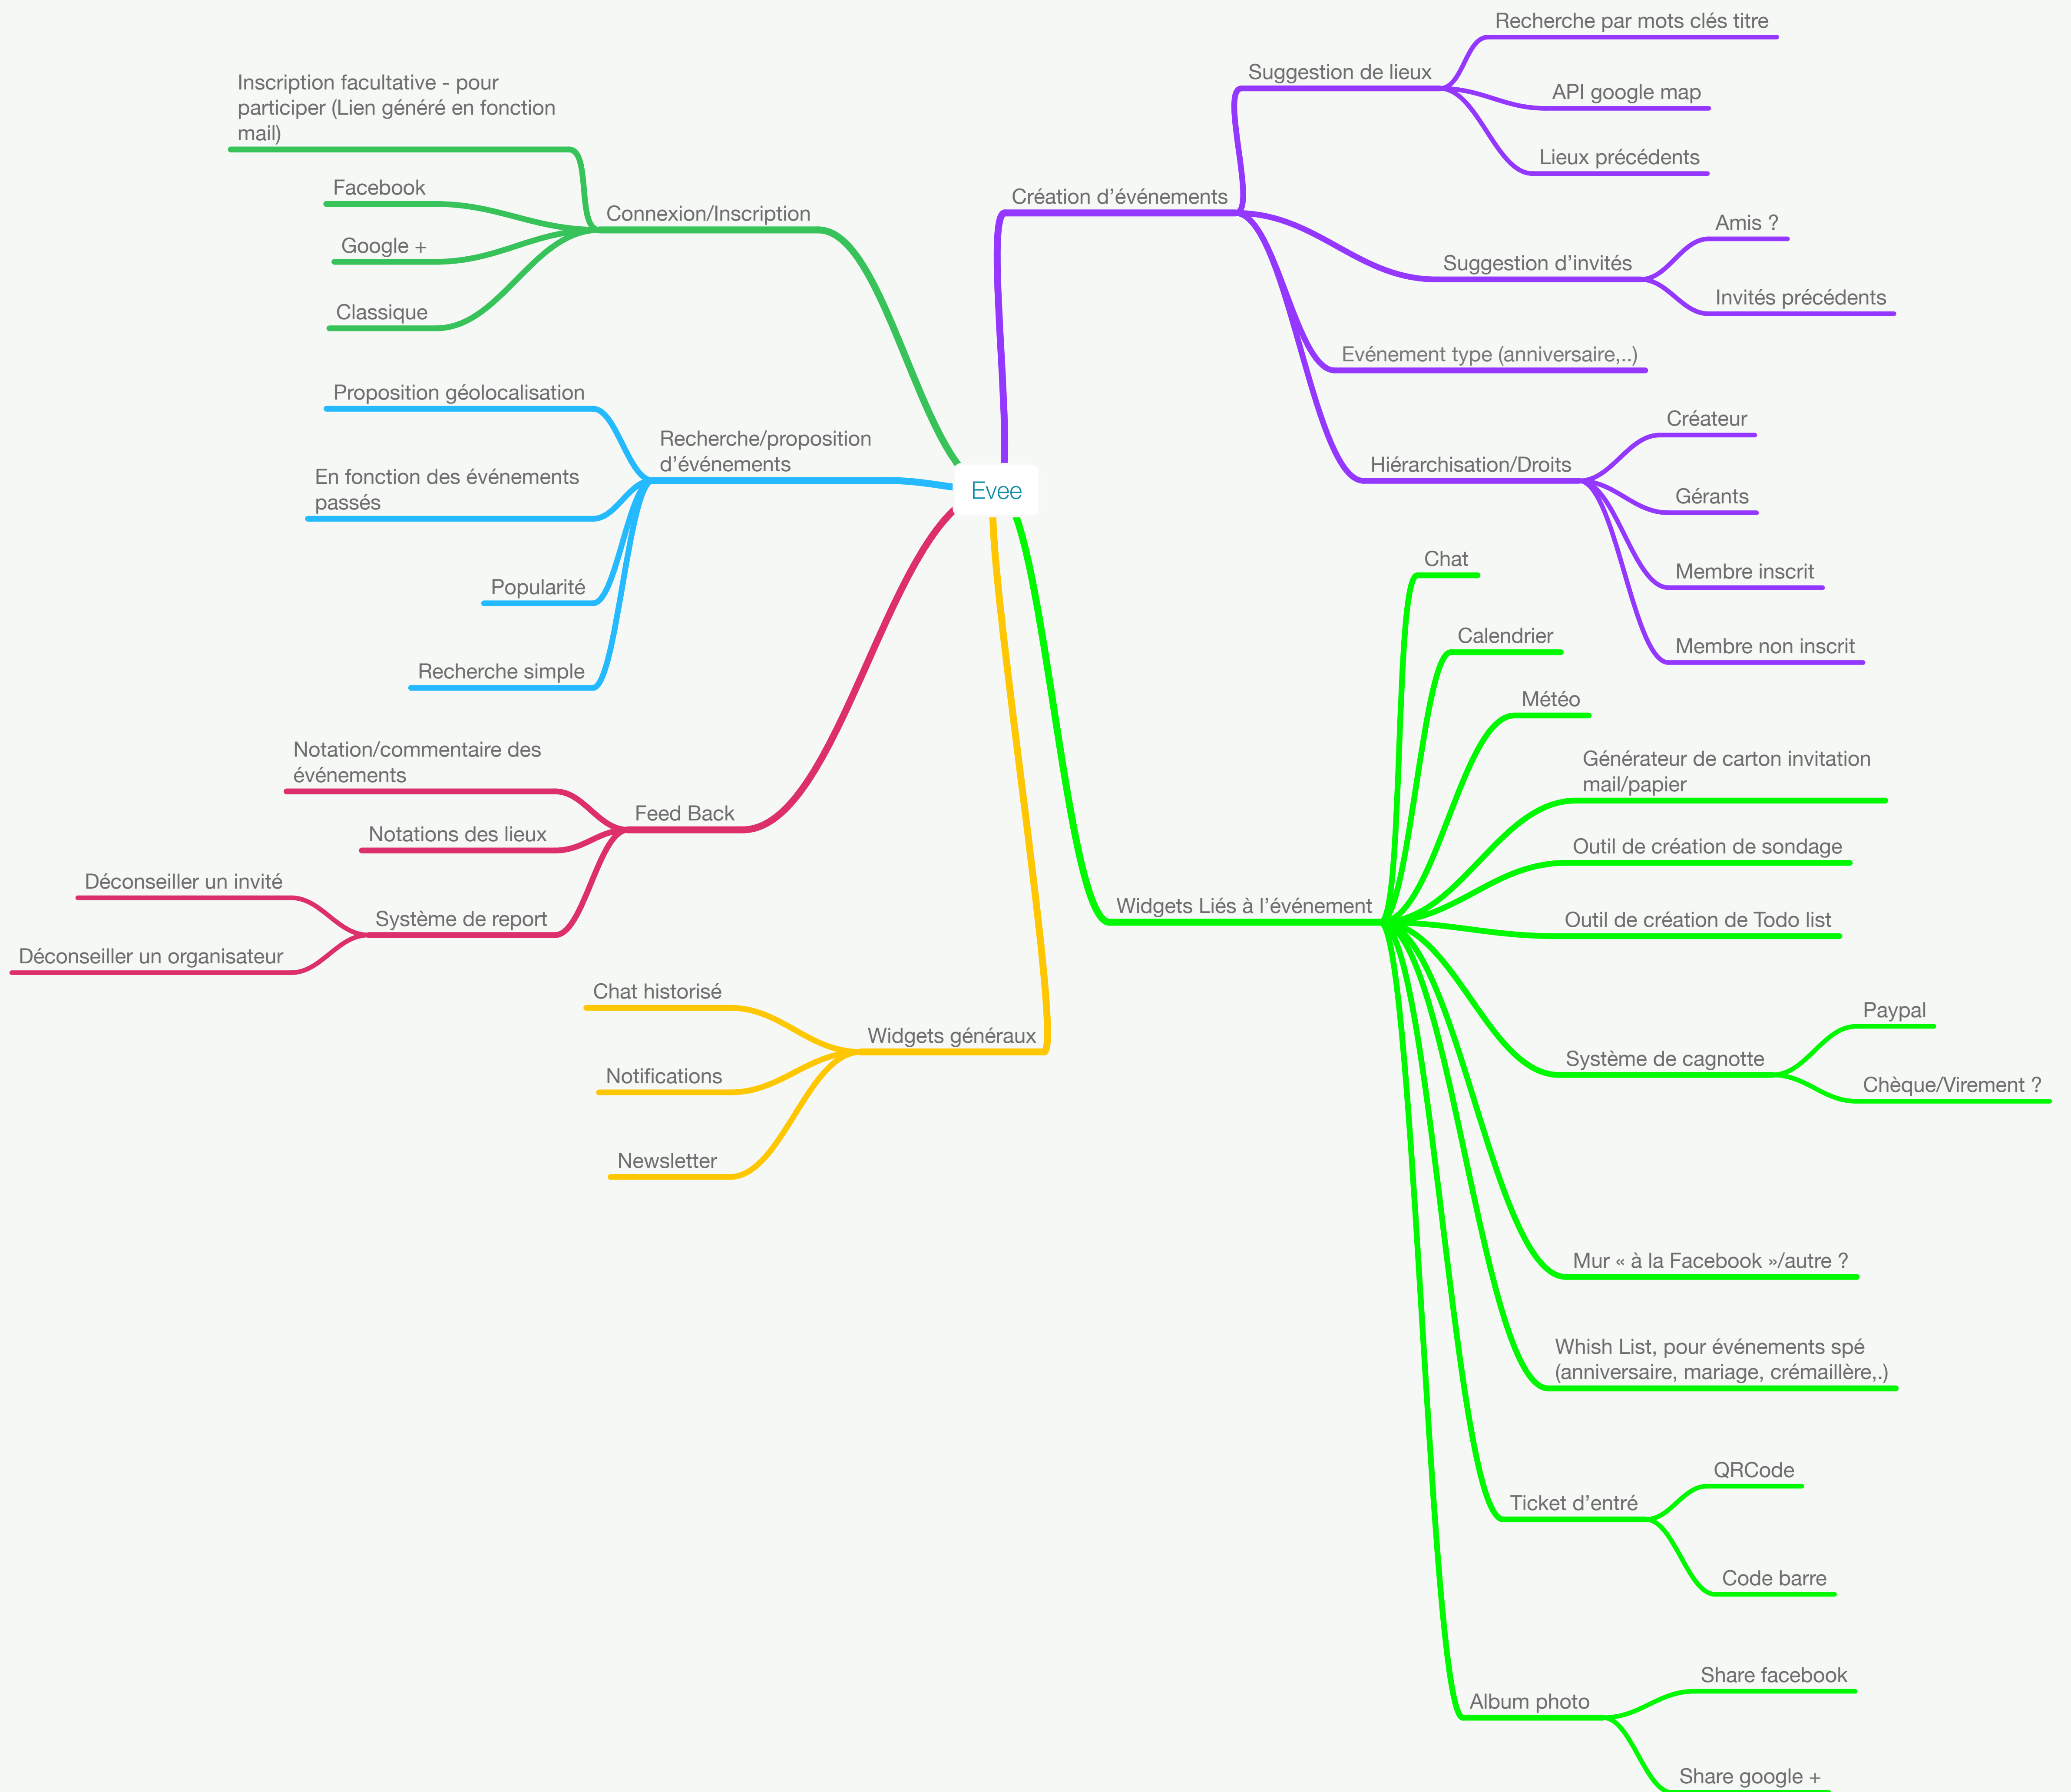 Evee
Connexion/Inscription
Inscription facultative - pour
participer (Lien généré en fonction
mail)
Facebook
Google +
Classique
Recherche/proposition
d’événements
Proposition géolocalisation
En fonction des événements
passés
Popularité
Recherche simple
Feed Back
Notation/commentaire des
événements
Notations des lieux
Système de report
Déconseiller un invité
Déconseiller un organisateur
Widgets généraux
Chat historisé
Notifications
Newsletter
Création d’événements
Suggestion de lieux
Recherche par mots clés titre
API google map
Lieux précédents
Suggestion d’invités
Amis ?
Invités précédents
Evénement type (anniversaire,..)
Hiérarchisation/Droits
Créateur
Gérants
Membre inscrit
Membre non inscrit
Widgets Liés à l’événement
Chat
Calendrier
Météo
Générateur de carton invitation
mail/papier
Outil de création de sondage
Outil de création de Todo list
Système de cagnotte
Paypal
Chèque/Virement ?
Mur « à la Facebook »/autre ?
Whish List, pour événements spé
(anniversaire, mariage, crémaillère,.)
Ticket d’entré
QRCode
Code barre
Album photo
Share facebook
Share google +